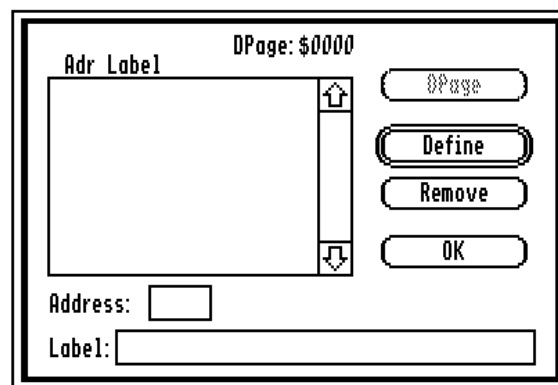 DPage: $0000
Adr Label
DPage
Define
Remove
OK
Address:
Label: